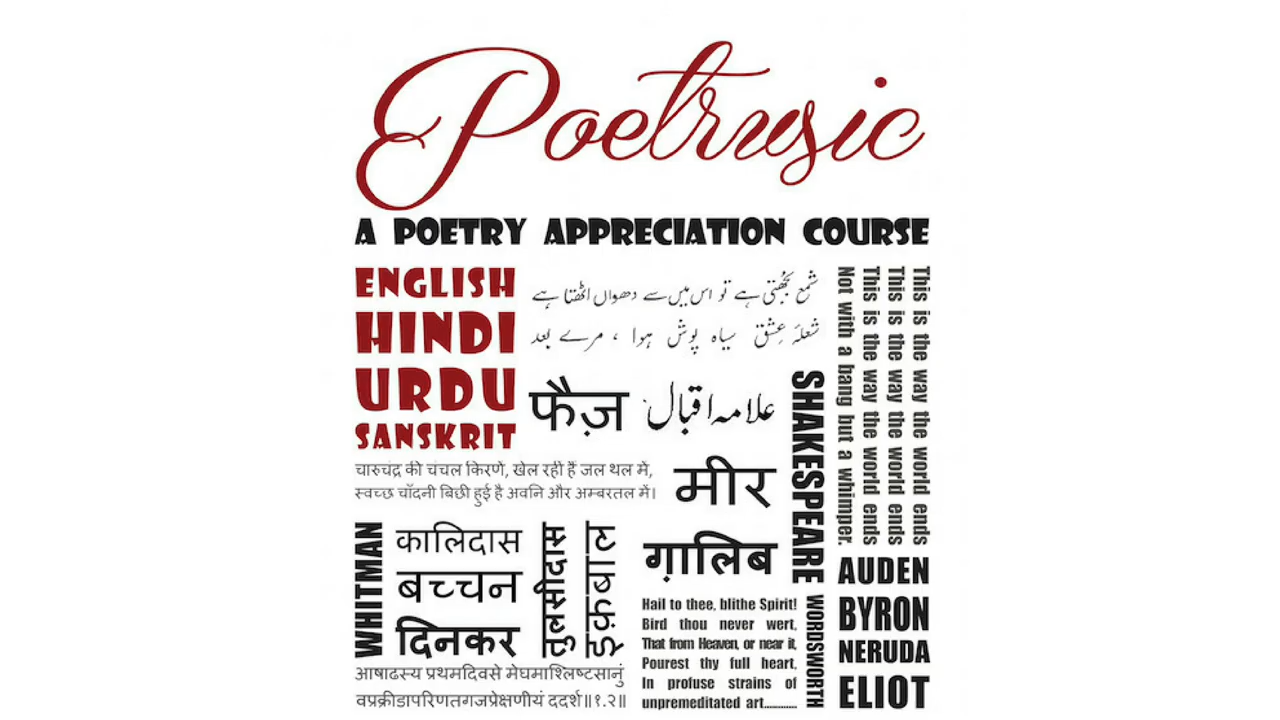 Poetrusic
A POETRY APPRECIATION COURSE
ENGLISH
HINDI
URDU
SANSKRIT
شمع بجھتی ہے تو اس میں سے دھواں اٹھتا ہے
شعلۂ عشق سیاہ پوش ہوا ، مرے بعد
फैज़
علامہ اقبال
चारुचंद्र की चंचल किरणें, खेल रहीं हैं जल थल में,
स्वच्छ चाँदनी बिछी हुई है अवनि और अम्बरतल में।
मीर
ग़ालिब
SHAKESPEARE
This is the way the world ends
This is the way the world ends
This is the way the world ends
Not with a bang but a whimper.
WHITMAN
कालिदास
बच्चन
दिनकर
तुलसीदास
इक़बाल
आषाढस्य प्रथमदिवसे मेघमाश्लिष्टसानुं
वप्रक्रीडापरिणतगजप्रेक्षणीयं ददर्श॥१.२॥
Hail to thee, blithe Spirit!
Bird thou never wert,
That from Heaven, or near it,
Pourest thy full heart,
In profuse strains of
unpremeditated art............
WORDSWORTH
AUDEN
BYRON
NERUDA
ELIOT